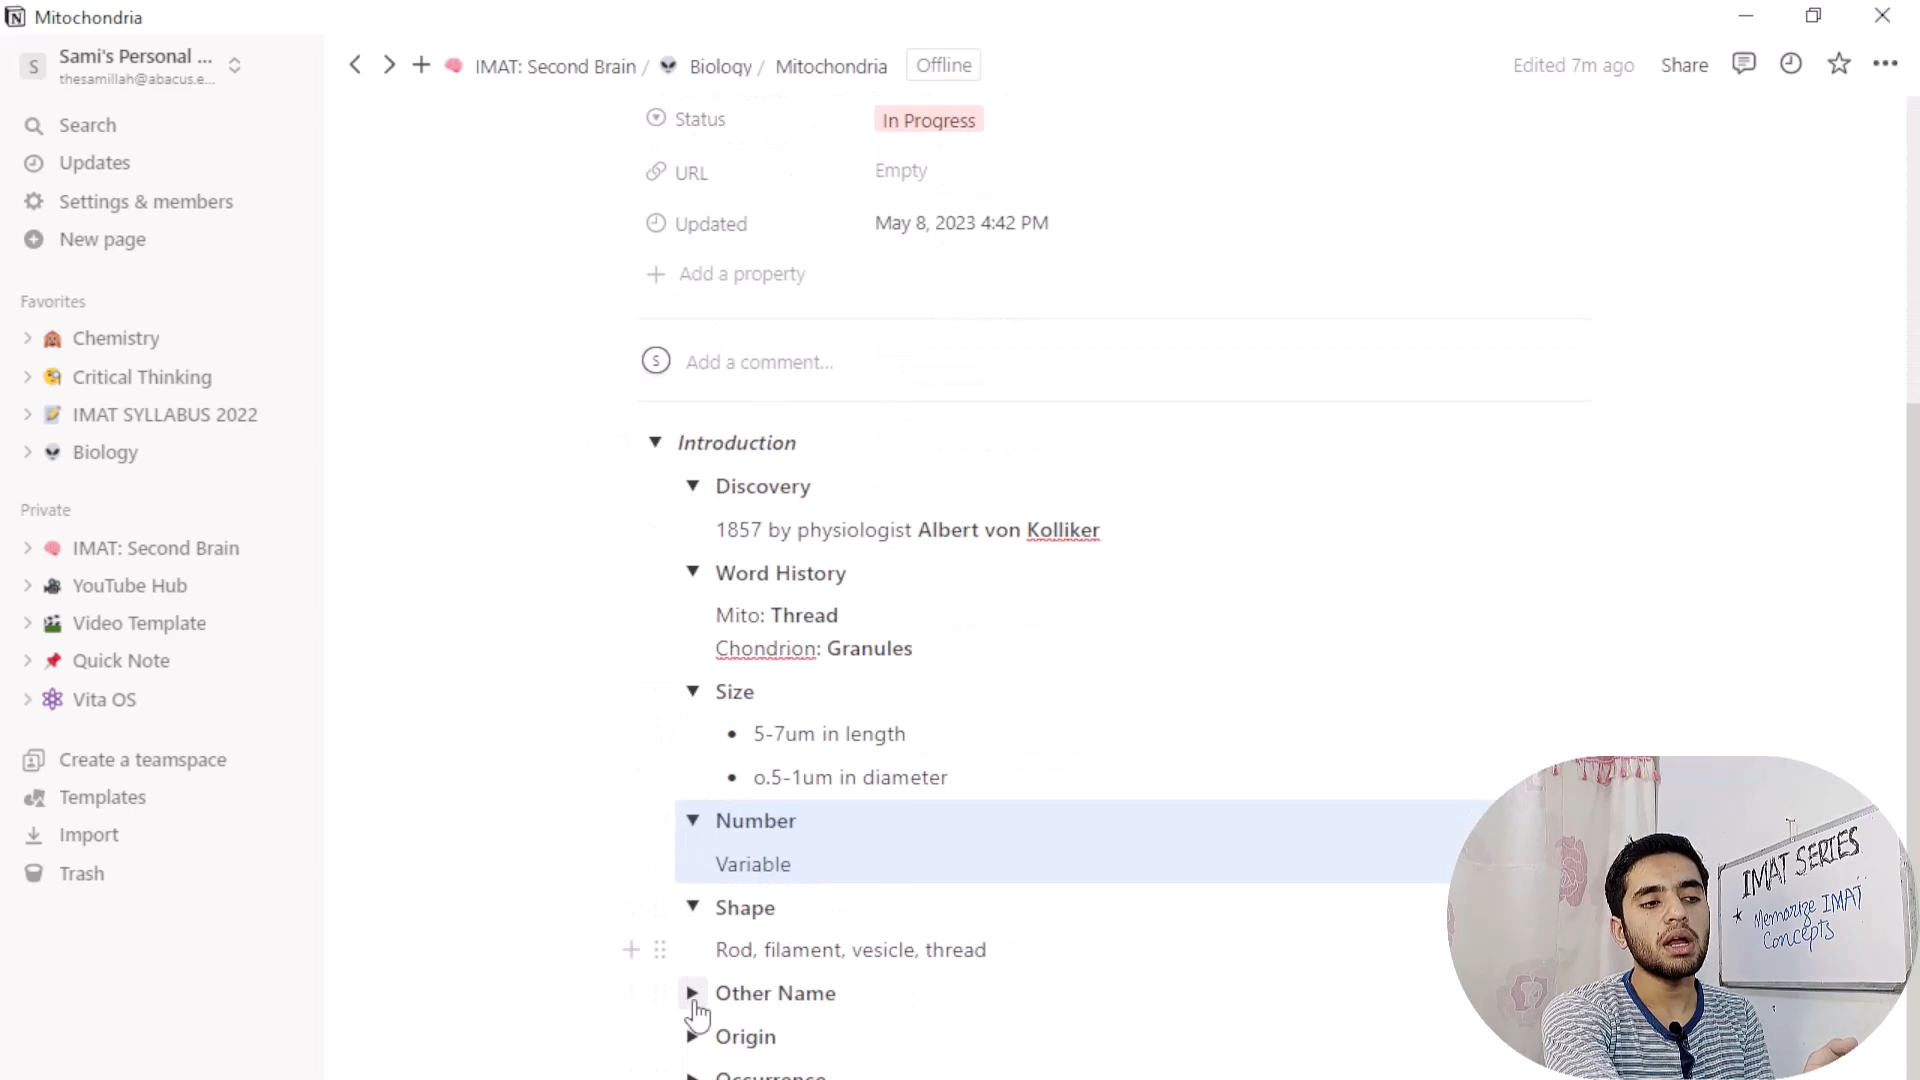 Mitochondria
S
Sami's Personal ...
thesamillah@abacus.e...
IMAT: Second Brain / Biology / Mitochondria
Offline
Edited 7m ago
Share
Search
Updates
Settings & members
New page
Favorites
Chemistry
Critical Thinking
IMAT SYLLABUS 2022
Biology
Private
IMAT: Second Brain
YouTube Hub
Video Template
Quick Note
Vita OS
Create a teamspace
Templates
Import
Trash
Status In Progress
URL Empty
Updated May 8, 2023 4:42 PM
Add a property
S Add a comment...
Introduction
Discovery
1857 by physiologist Albert von Kolliker
Word History
Mito: Thread
Chondrion: Granules
Size
• 5-7um in length
• o.5-1um in diameter
Number
Variable
Shape
Rod, filament, vesicle, thread
Other Name
Origin
Occurrence
IMAT SERIES
* Memorize IMAT
Concepts